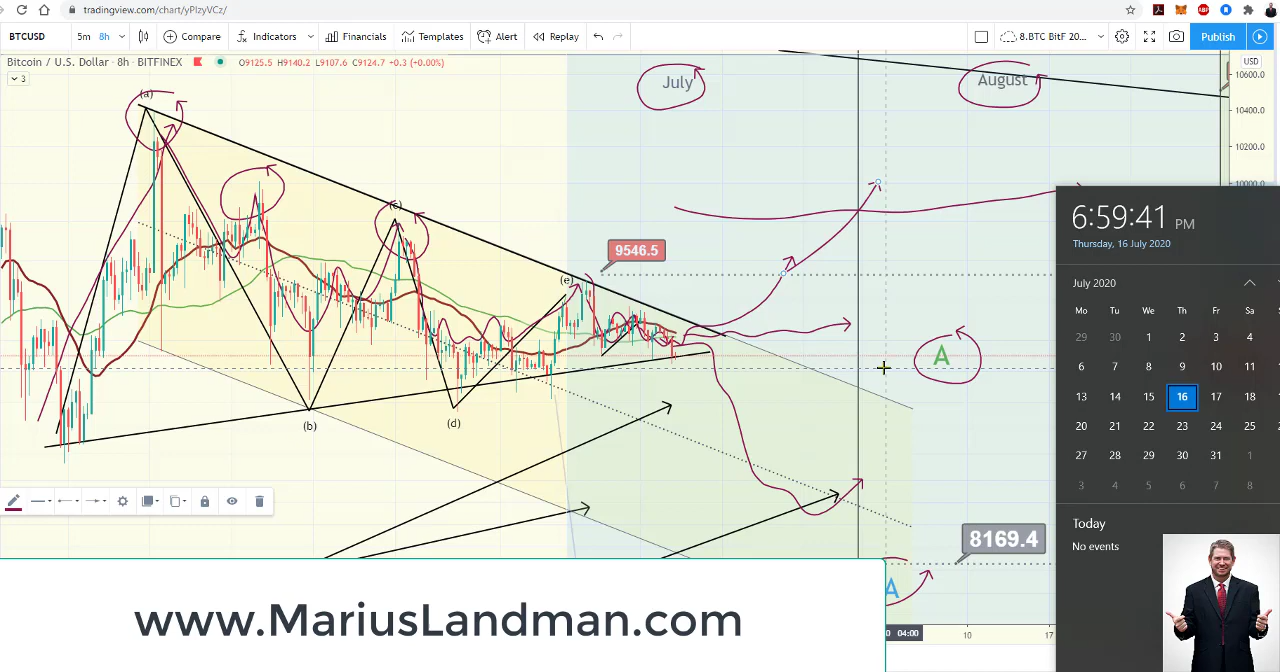 tradingview.com/chart/yPlzyVCz/
BTCUSD 5m 8h Compare Indicators Financials Templates Alert Replay 8.BTC BitF 20... Publish
Bitcoin / U.S. Dollar · 8h · BITFINEX O9125.5 H9140.2 L9107.6 C9124.7 +0.3 (+0.00%)
3
July
August
USD
10600.0
10400.0
10200.0
10000.0
(a)
(c)
(e)
9546.5
(b)
(d)
A
8169.4
A
04:00
10
17
6:59:41 PM
Thursday, 16 July 2020
July 2020
Mo Tu We Th Fr Sa
29 30 1 2 3 4
6 7 8 9 10 11
13 14 15 16 17 18
20 21 22 23 24 25
27 28 29 30 31 1
3 4 5 6 7 8
Today
No events
www.MariusLandman.com